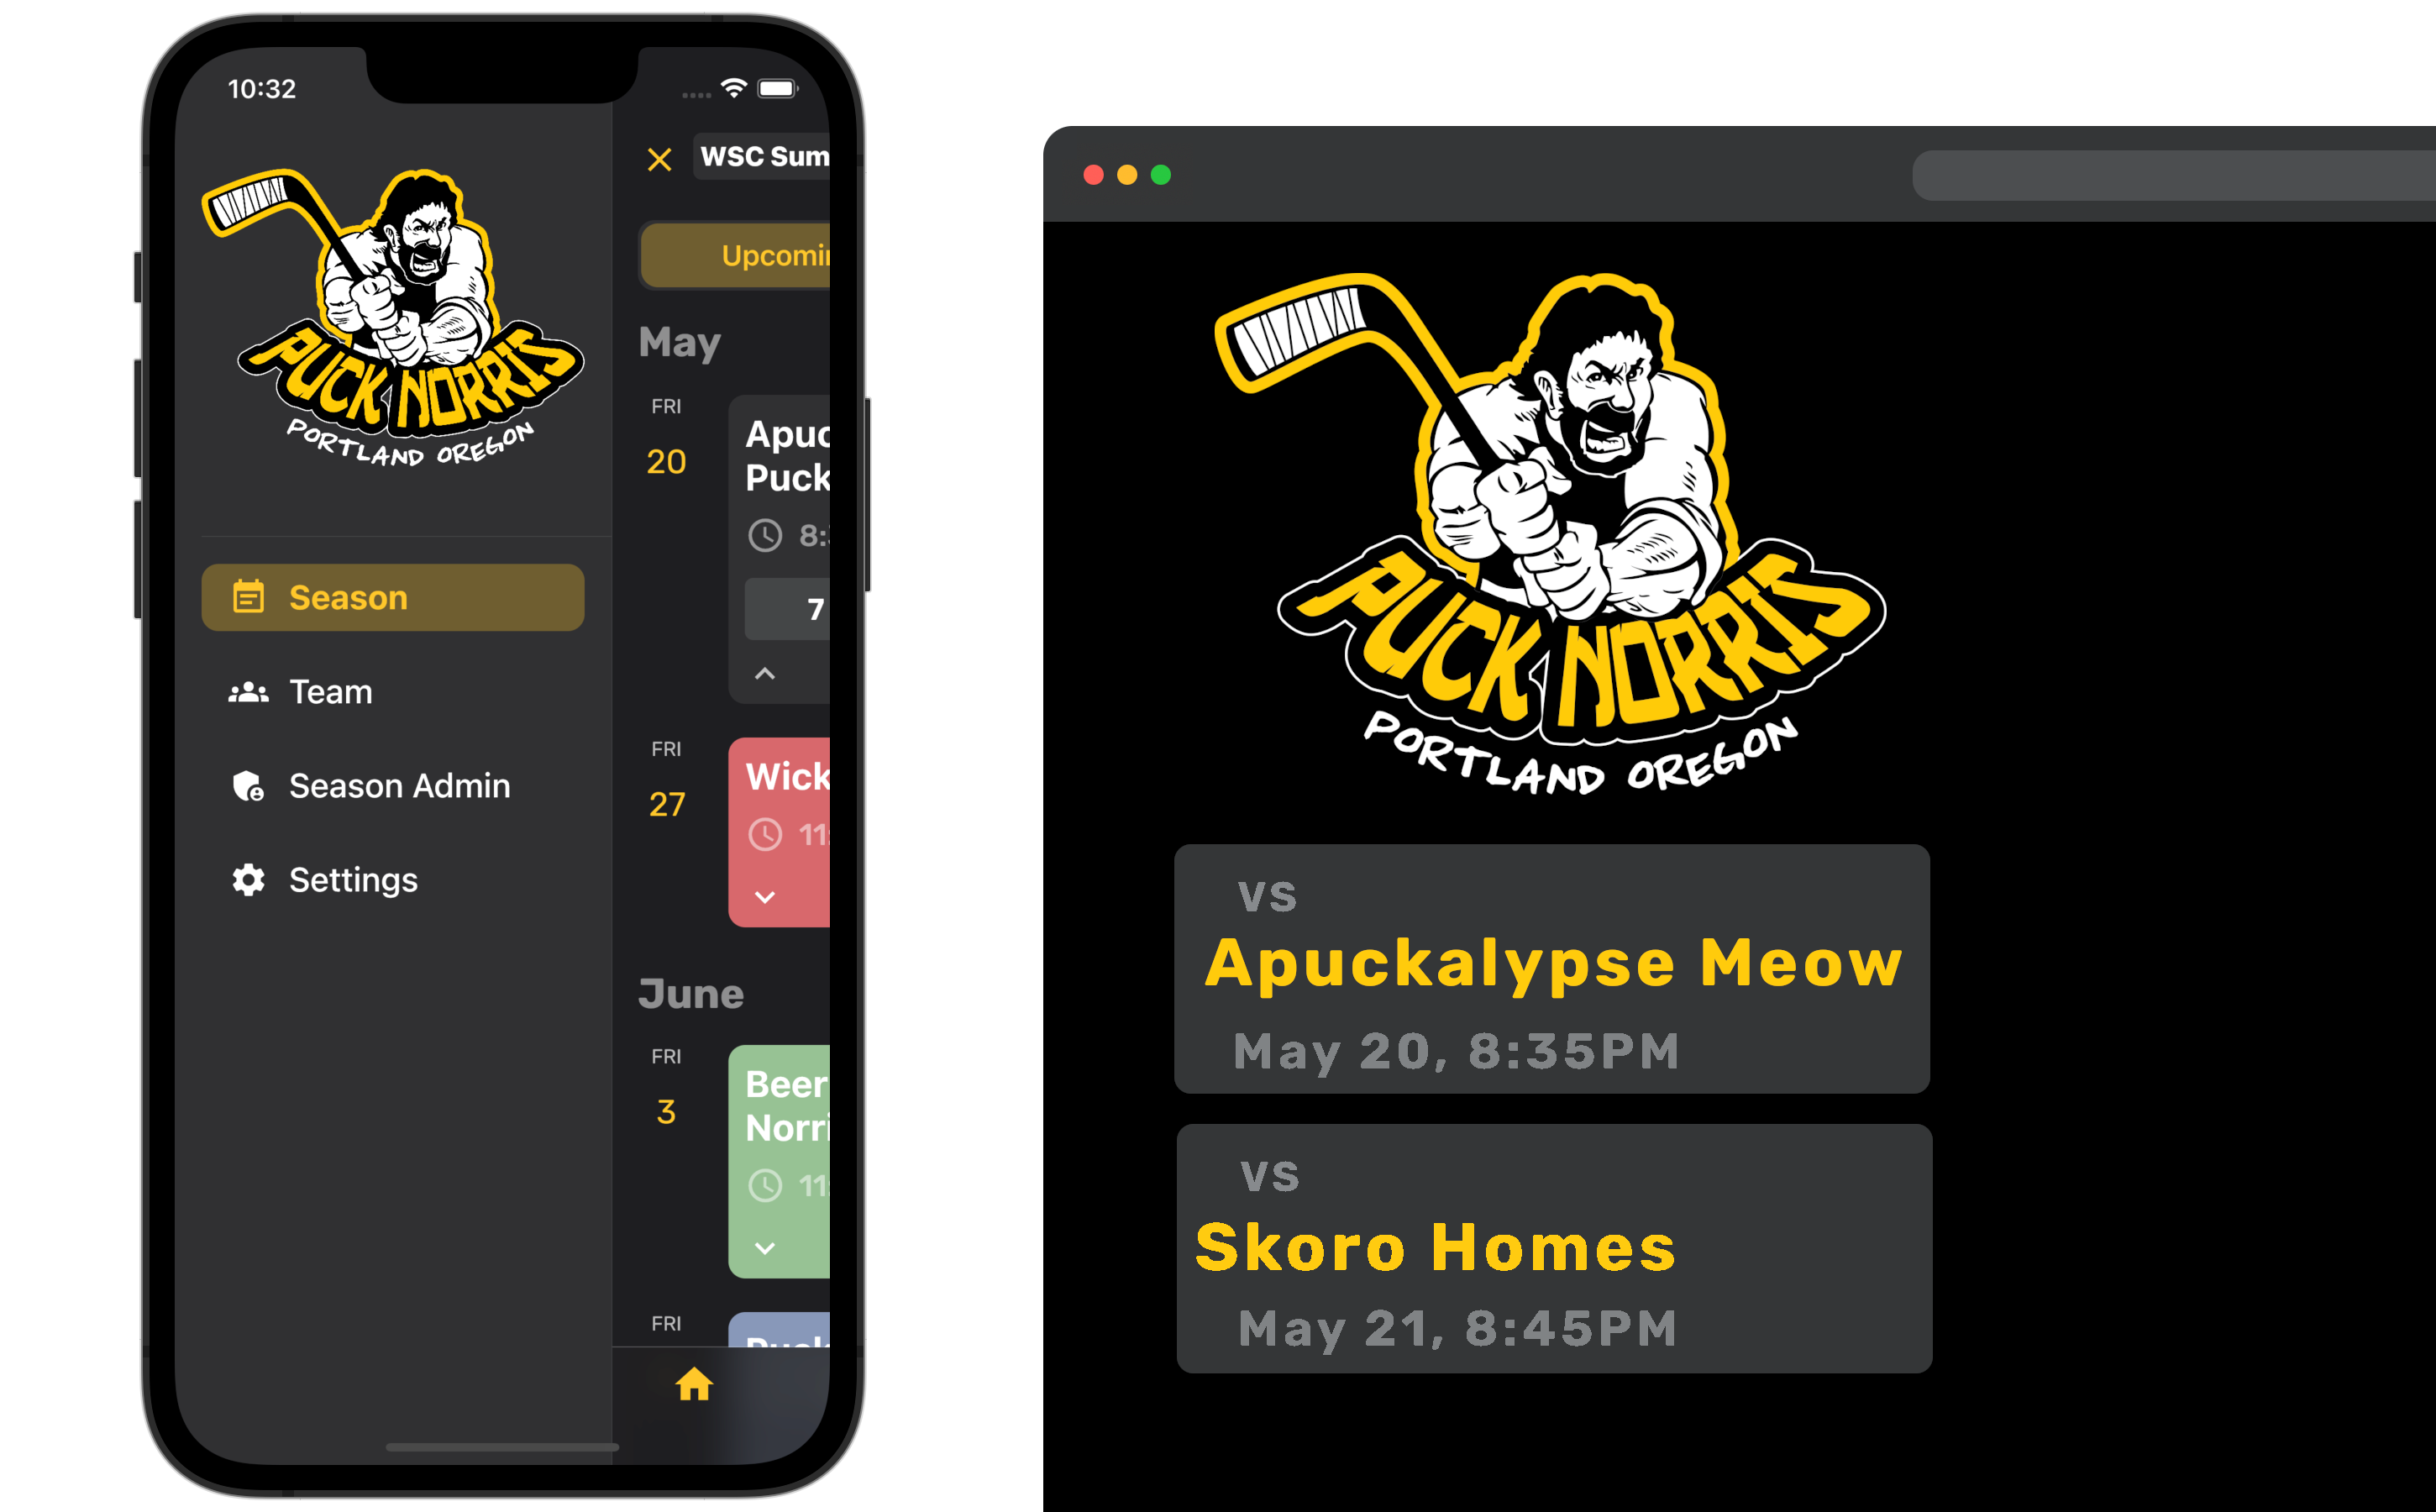 10:32
PUCK NORRIS
PORTLAND OREGON
Season
Team
Season Admin
Settings
WSC Sum
Upcomin
May
FRI
20
Apuc
Puck
8:
7
FRI
27
Wick
11:
June
FRI
3
Beer
Norri
11:
FRI
PUCK NORRIS
PORTLAND OREGON
VS
Apuckalypse Meow
May 20, 8:35PM
VS
Skoro Homes
May 21, 8:45PM